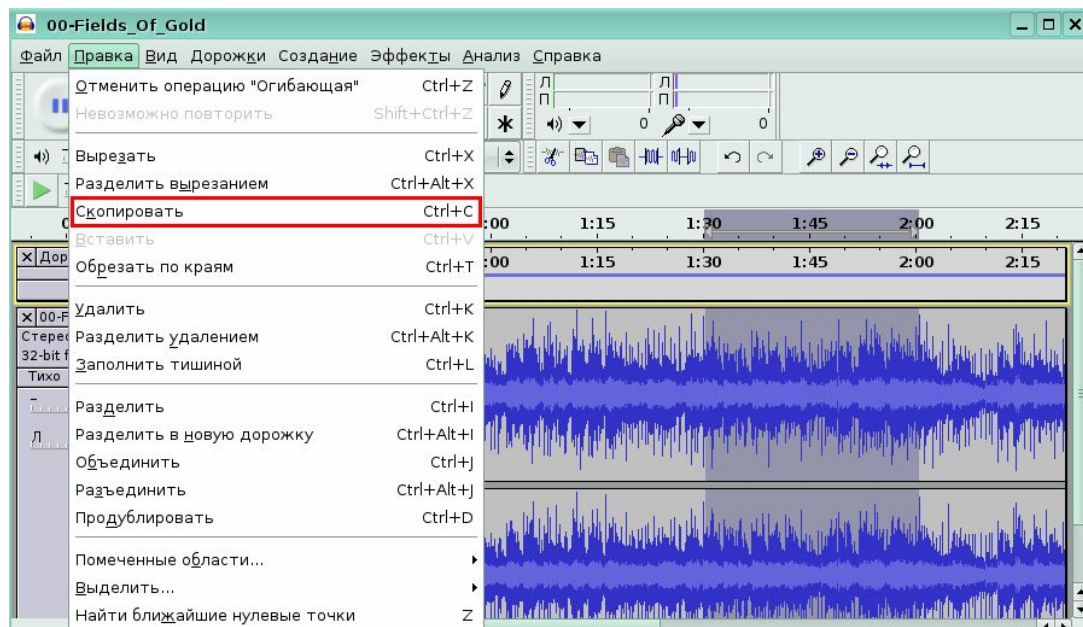 00-Fields_Of_Gold
Файл Правка Вид Дорожки Создание Эффекты Анализ Справка
Отменить операцию "Огибающая" Ctrl+Z
Невозможно повторить Shift+Ctrl+Z
Вырезать Ctrl+X
Разделить вырезанием Ctrl+Alt+X
Скопировать Ctrl+C
Вставить Ctrl+V
Обрезать по краям Ctrl+T
Удалить Ctrl+K
Разделить удалением Ctrl+Alt+K
Заполнить тишиной Ctrl+L
Разделить Ctrl+I
Разделить в новую дорожку Ctrl+Alt+I
Объединить Ctrl+J
Разъединить Ctrl+Alt+J
Продублировать Ctrl+D
Помеченные области...
Выделить...
Найти ближайшие нулевые точки Z
Л Л
П П
0 0
:00 1:15 1:30 1:45 2:00 2:15
:00 1:15 1:30 1:45 2:00 2:15
X Дор
X 00-F
Стерео
32-bit f
Тихо
Л